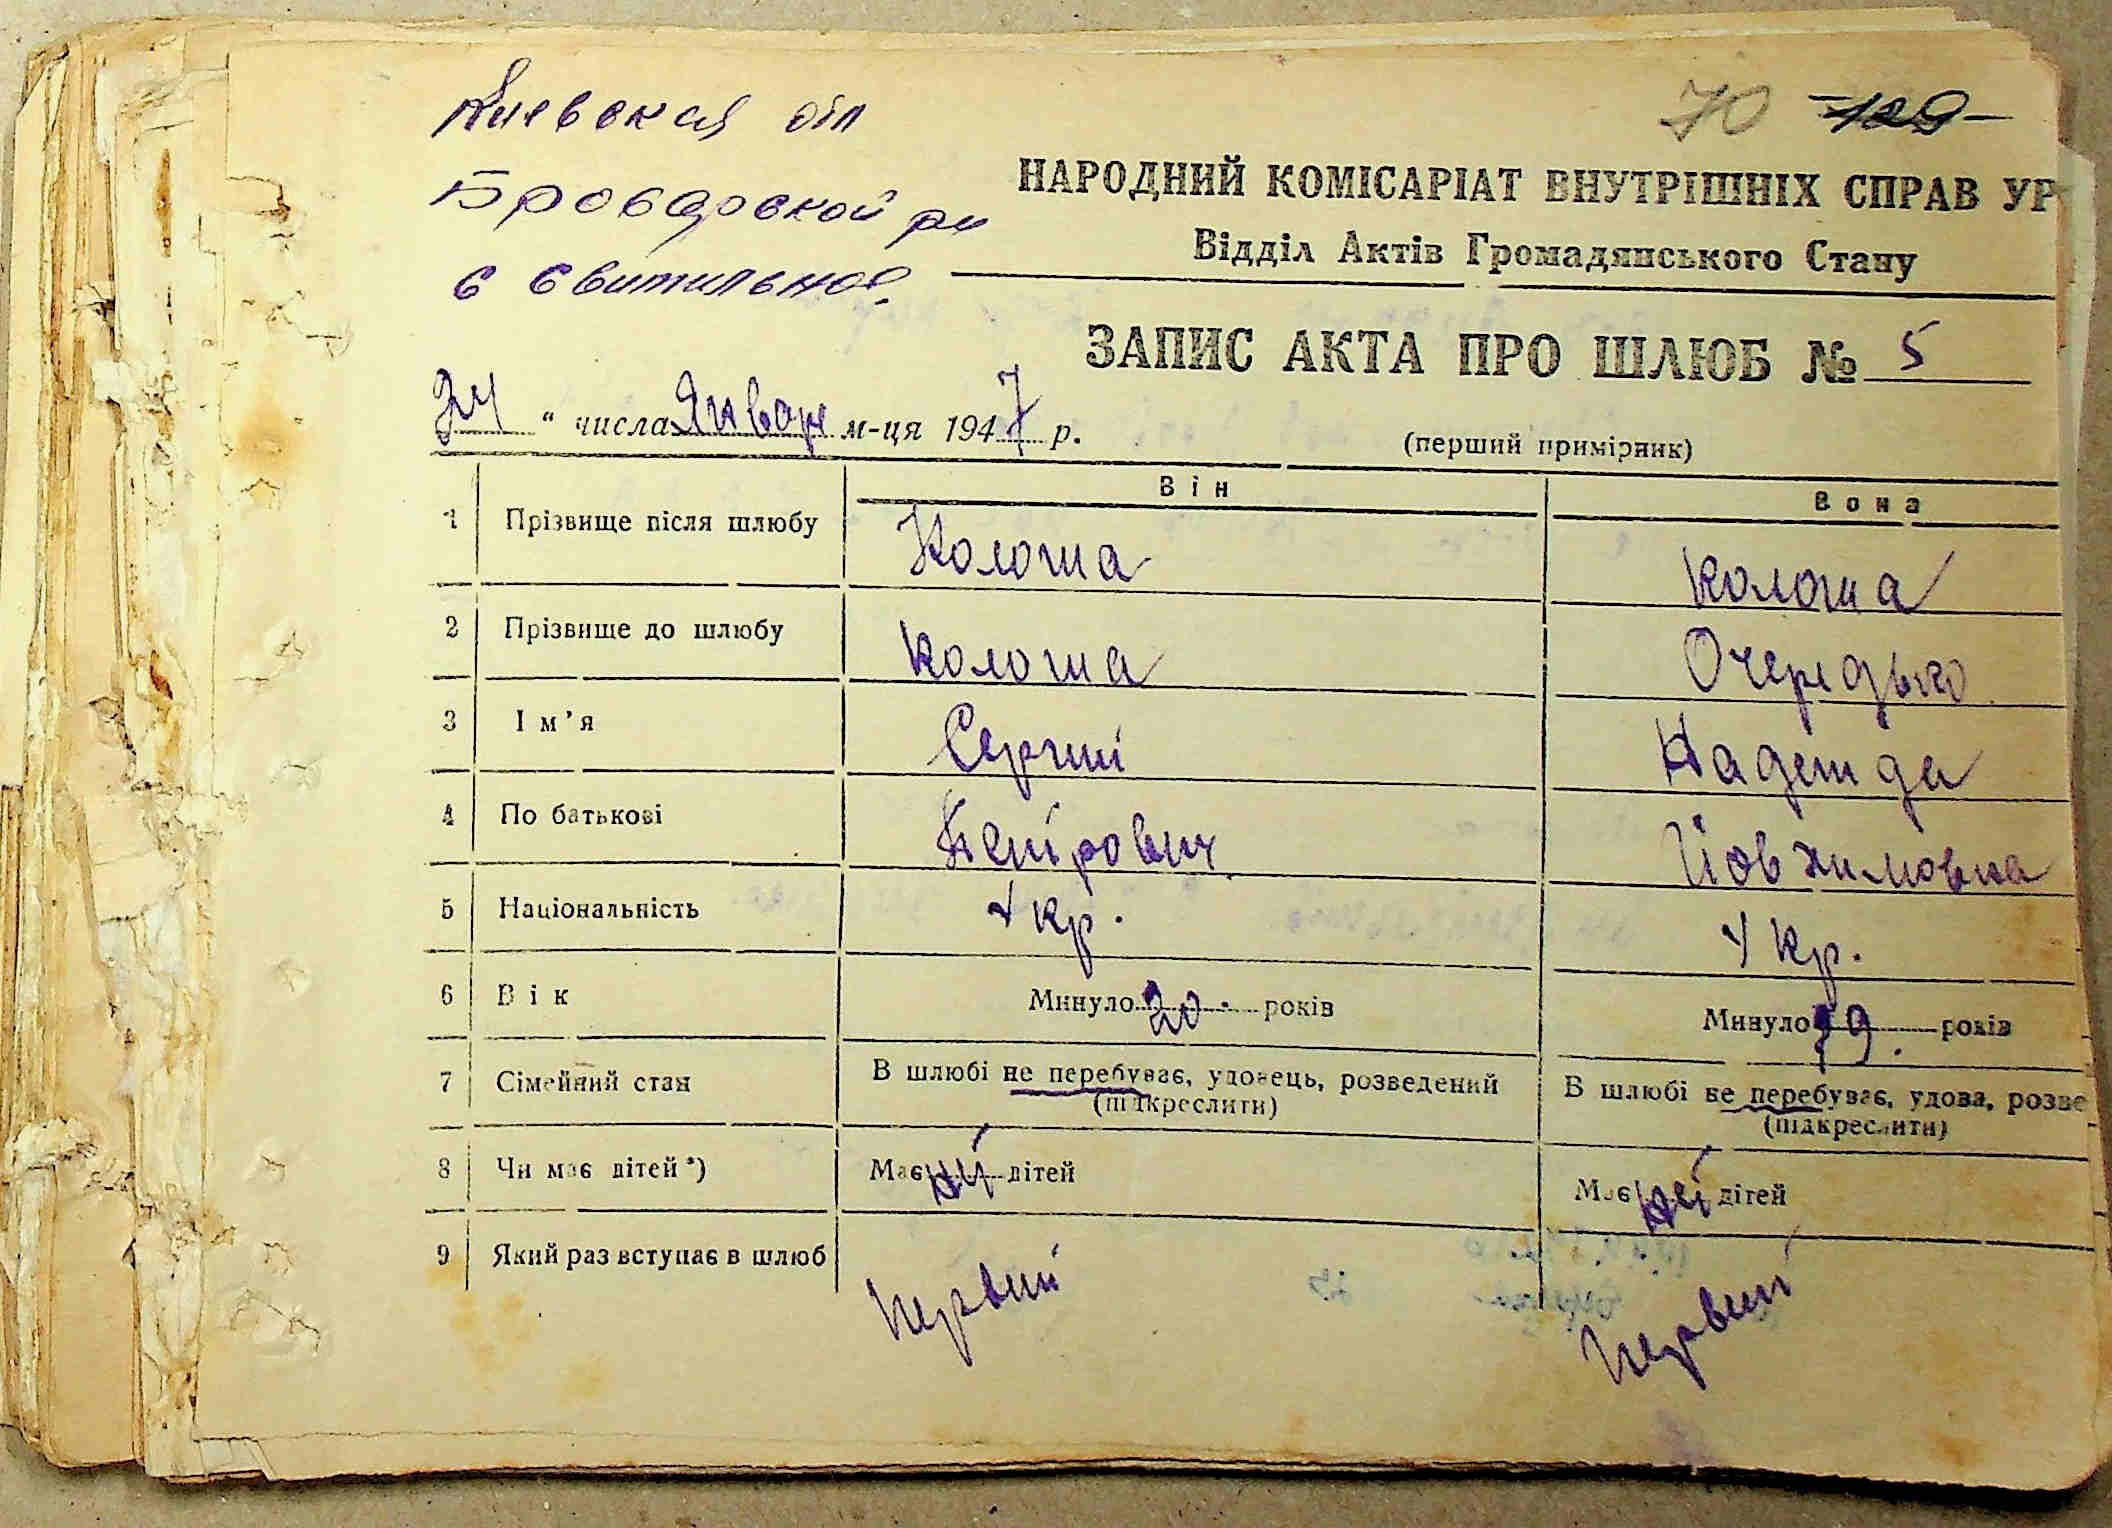 Киевская обл
70 129
Броварской рн
НАРОДНИЙ КОМІСАРІАТ ВНУТРІШНІХ СПРАВ УР
с Свитильное
Відділ Актів Громадянського Стану
ЗАПИС АКТА ПРО ШЛЮБ № 5
24 " числа Январ м-ця 1947 р.
(перший примірник)
Він Вона
1 Прізвище після шлюбу Колоша Колоша
2 Прізвище до шлюбу Колоша Очередько
3 Ім'я Сергий Надежда
4 По батькові Петрович
5 Національність Укр. Укр.
6 Вік Минуло 20 років Минуло 19 років
7 Сімейний стан В шлюбі не перебуває, удовець, розведений В шлюбі не перебуває, удова, розве
(підкреслити) (підкреслити)
8 Чи має дітей *) Має ні дітей Має дітей
9 Який раз вступає в шлюб Первий Первий